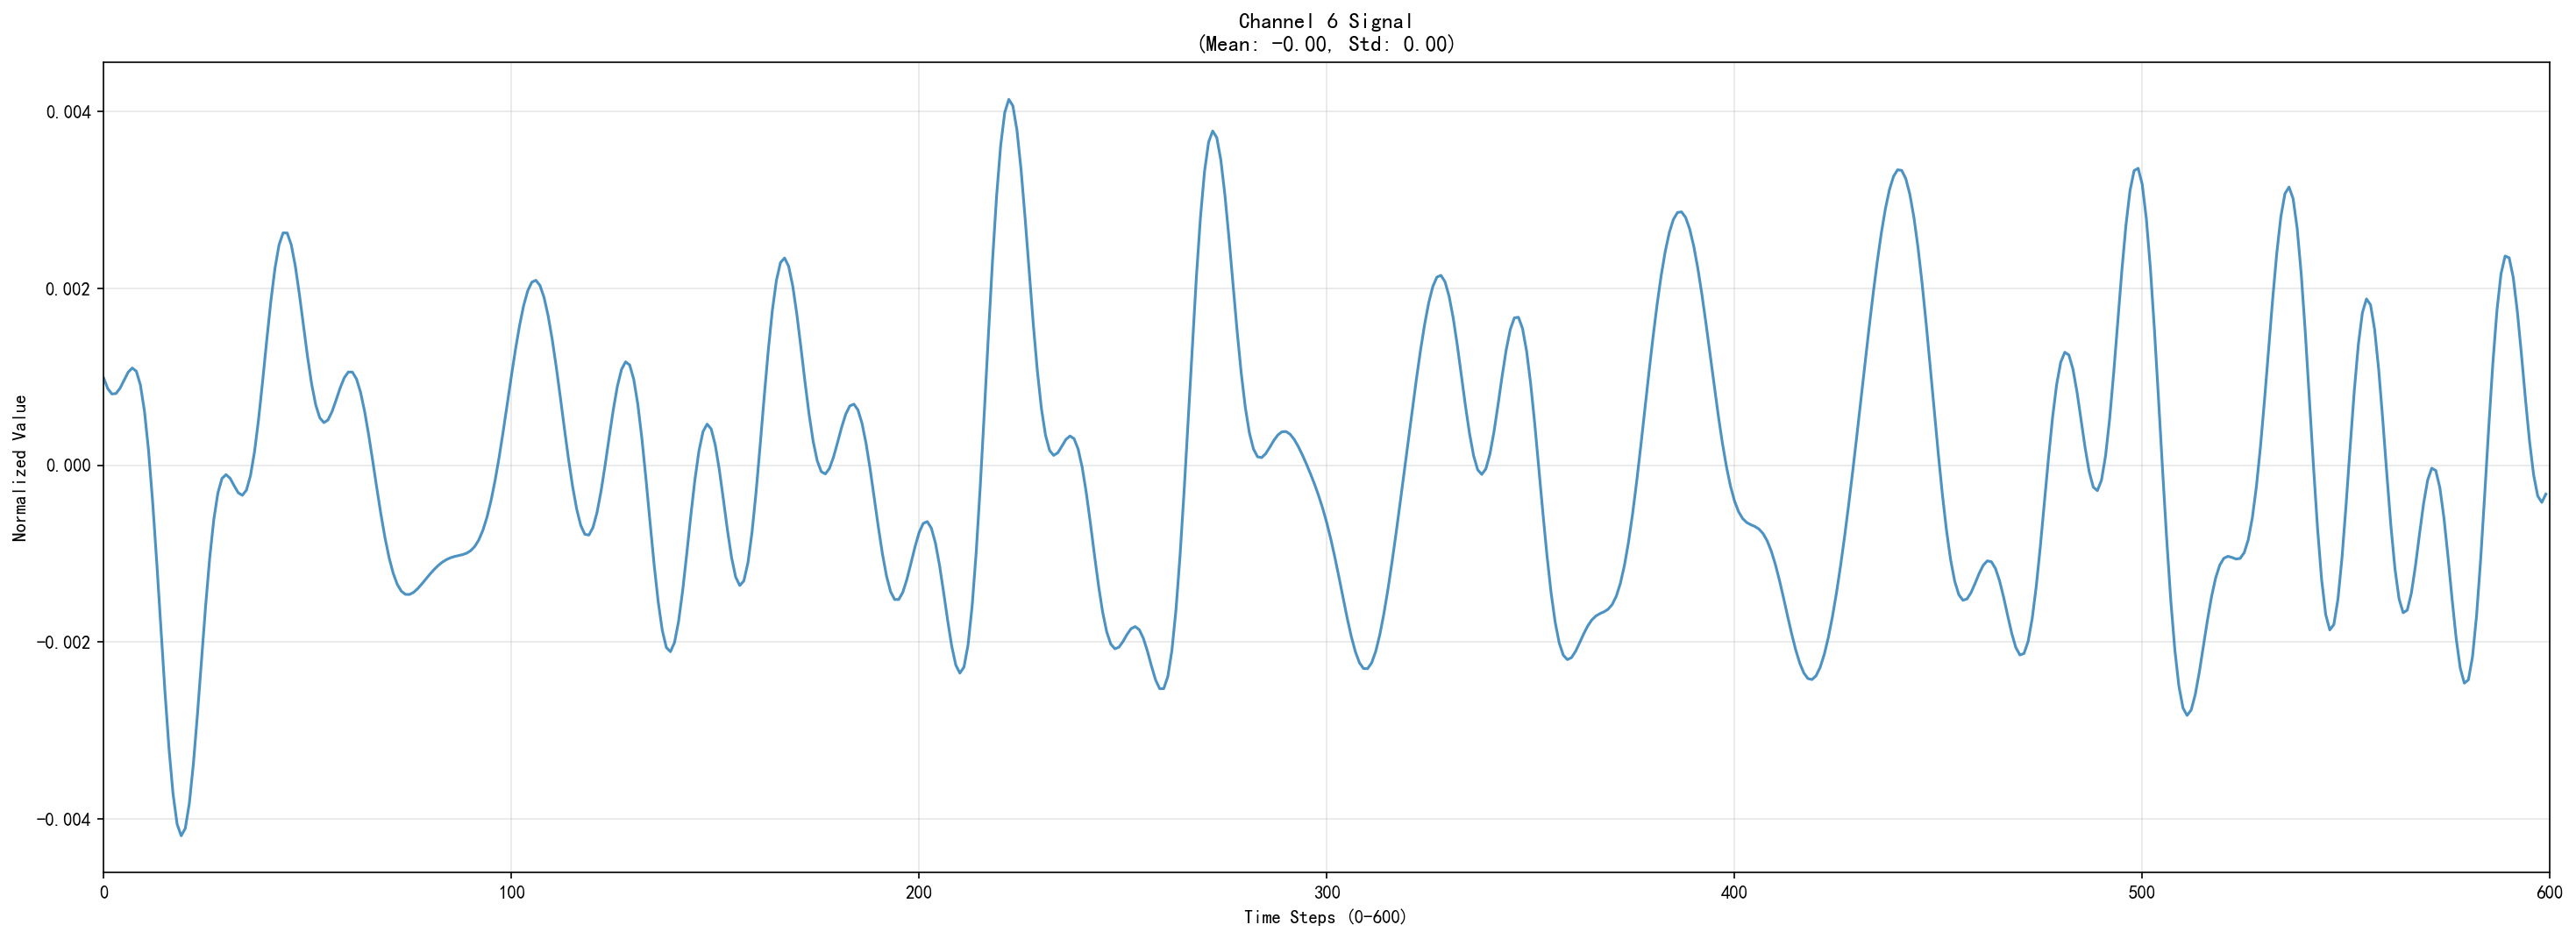 Channel 6 Signal
(Mean: -0.00, Std: 0.00)
Normalized Value
0.004
0.002
0.000
-0.002
-0.004
0 100 200 300 400 500 600
Time Steps (0-600)